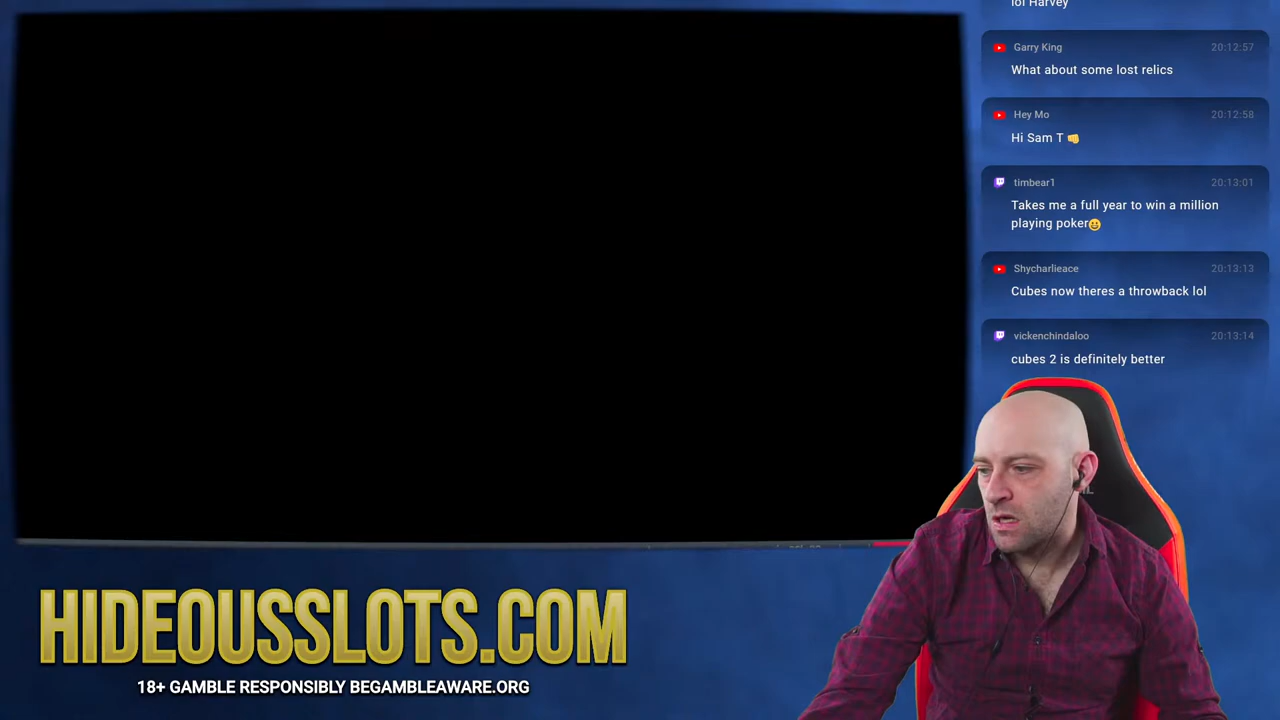 lol Harvey
Garry King 20:12:57
What about some lost relics
Hey Mo 20:12:58
Hi Sam T 👊
timbear1 20:13:01
Takes me a full year to win a million
playing poker😀
Shycharlieace 20:13:13
Cubes now theres a throwback lol
vickenchindaloo 20:13:14
cubes 2 is definitely better
HIDEOUSSLOTS.COM
18+ GAMBLE RESPONSIBLY BEGAMBLEAWARE.ORG